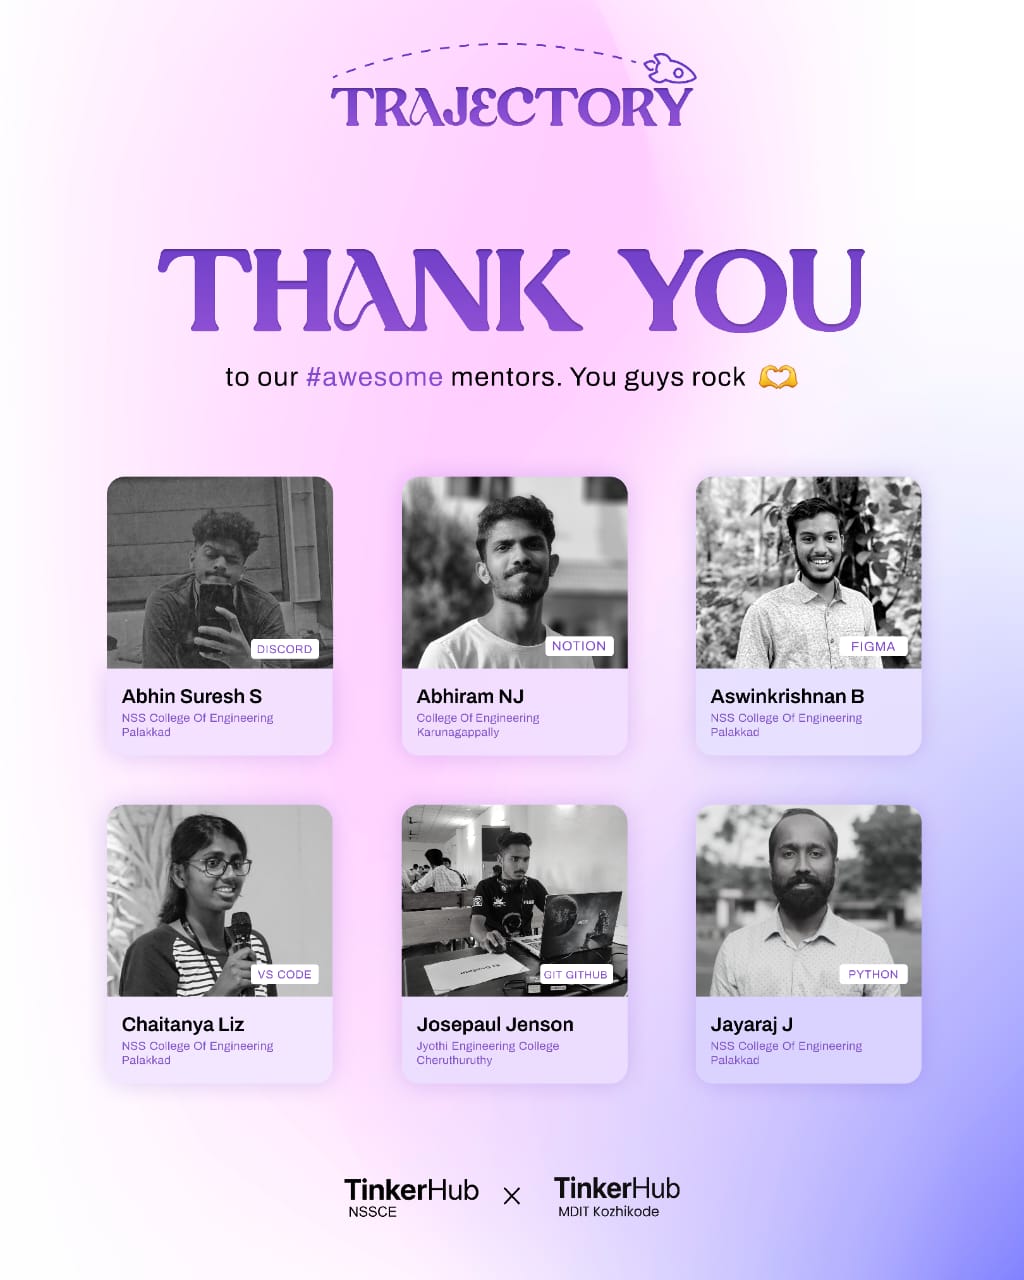 TRAJECTORY
THANK YOU
to our #awesome mentors. You guys rock 🫶
DISCORD
Abhin Suresh S
NSS College Of Engineering
Palakkad
NOTION
Abhiram NJ
College Of Engineering
Karunagappally
FIGMA
Aswinkrishnan B
NSS College Of Engineering
Palakkad
VS CODE
Chaitanya Liz
NSS College Of Engineering
Palakkad
GIT GITHUB
Josepaul Jenson
Jyothi Engineering College
Cheruthuruthy
PYTHON
Jayaraj J
NSS College Of Engineering
Palakkad
TinkerHub
NSSCE
×
TinkerHub
MDIT Kozhikode